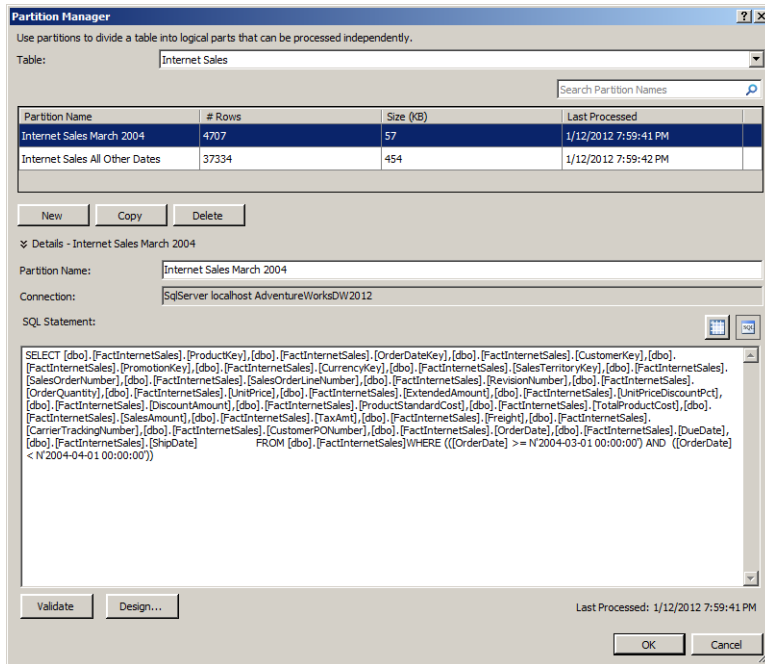 Partition Manager
Use partitions to divide a table into logical parts that can be processed independently.
Table: Internet Sales
Search Partition Names
Partition Name # Rows Size (KB) Last Processed
Internet Sales March 2004 4707 57 1/12/2012 7:59:41 PM
Internet Sales All Other Dates 37334 454 1/12/2012 7:59:42 PM
New Copy Delete
Details - Internet Sales March 2004
Partition Name: Internet Sales March 2004
Connection: SqlServer localhost AdventureWorksDW2012
SQL Statement:
SQL
SELECT [dbo].[FactInternetSales].[ProductKey],[dbo].[FactInternetSales].[OrderDateKey],[dbo].[FactInternetSales].[CustomerKey],[dbo].
[FactInternetSales].[PromotionKey],[dbo].[FactInternetSales].[CurrencyKey],[dbo].[FactInternetSales].[SalesTerritoryKey],[dbo].[FactInternetSales].
[SalesOrderNumber],[dbo].[FactInternetSales].[SalesOrderLineNumber],[dbo].[FactInternetSales].[RevisionNumber],[dbo].[FactInternetSales].
[OrderQuantity],[dbo].[FactInternetSales].[UnitPrice],[dbo].[FactInternetSales].[ExtendedAmount],[dbo].[FactInternetSales].[UnitPriceDiscountPct],
[dbo].[FactInternetSales].[DiscountAmount],[dbo].[FactInternetSales].[ProductStandardCost],[dbo].[FactInternetSales].[TotalProductCost],[dbo].
[FactInternetSales].[SalesAmount],[dbo].[FactInternetSales].[TaxAmt],[dbo].[FactInternetSales].[Freight],[dbo].[FactInternetSales].
[CarrierTrackingNumber],[dbo].[FactInternetSales].[CustomerPONumber],[dbo].[FactInternetSales].[OrderDate],[dbo].[FactInternetSales].[DueDate],
[dbo].[FactInternetSales].[ShipDate] FROM [dbo].[FactInternetSales]WHERE (([OrderDate] >= N'2004-03-01 00:00:00') AND ([OrderDate]
< N'2004-04-01 00:00:00'))
Validate Design... Last Processed: 1/12/2012 7:59:41 PM
OK Cancel